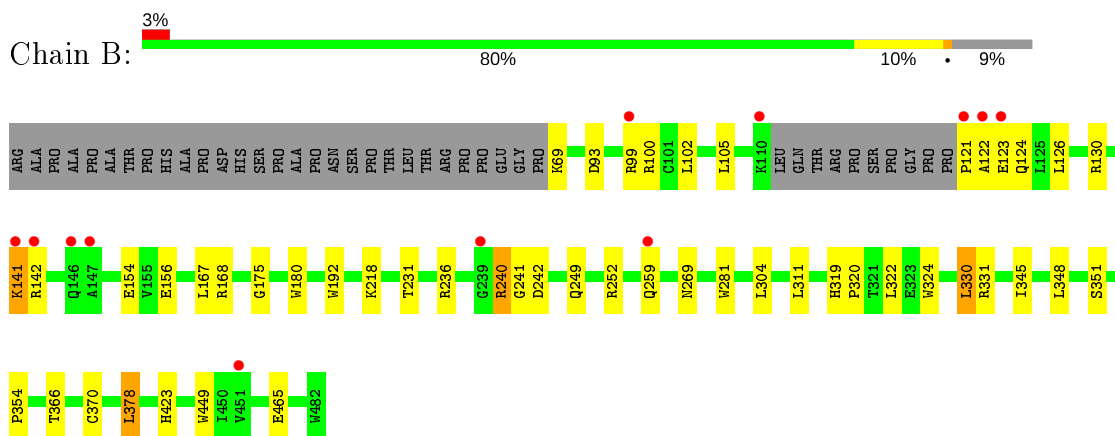 3%
Chain B:
80% 10% • 9%
ARG ALA PRO ALA PRO ALA THR PRO HIS ALA PRO ASP HIS SER PRO ALA PRO ASN SER PRO THR LEU THR ARG PRO PRO GLU GLY PRO K69 D93 R99 R100 C101 L102 L105 K110 LEU GLN THR ARG PRO SER PRO GLY PRO PRO P121 A122 E123 Q124 L125 L126 R130
K141 R142 Q146 A147 E154 V155 E156 L167 R168 G175 W180 W192 K218 T231 R236 G239 R240 G241 D242 Q249 R252 Q259 N269 W281 L304 L311 H319 P320 T321 L322 E323 W324 L330 R331 I345 L348 S351
P354 T366 C370 L378 H423 W449 I450 V451 E465 W482